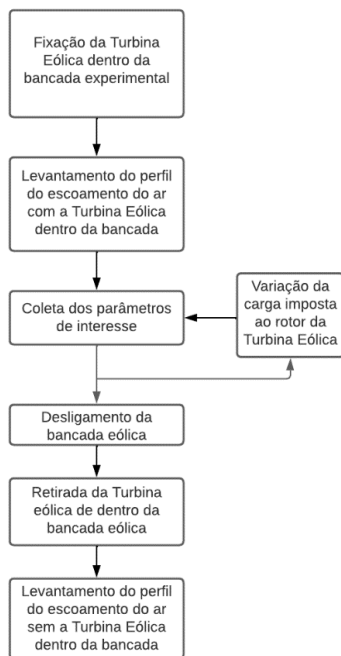 Fixação da Turbina
Eólica dentro da
bancada experimental
Levantamento do perfil
do escoamento do ar
com a Turbina Eólica
dentro da bancada
Coleta dos parâmetros
de interesse
Variação da
carga imposta
ao rotor da
Turbina Eólica
Desligamento da
bancada eólica
Retirada da Turbina
eólica de dentro da
bancada eólica
Levantamento do perfil
do escoamento do ar
sem a Turbina Eólica
dentro da bancada